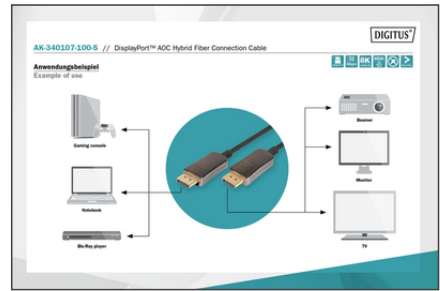 DIGITUS®
AK-340107-100-S // DisplayPort™ AOC Hybrid Fiber Connection Cable
Anwendungsbeispiel
Example of use
8K
Gaming console
Notebook
Blu-Ray player
Beamer
Monitor
TV